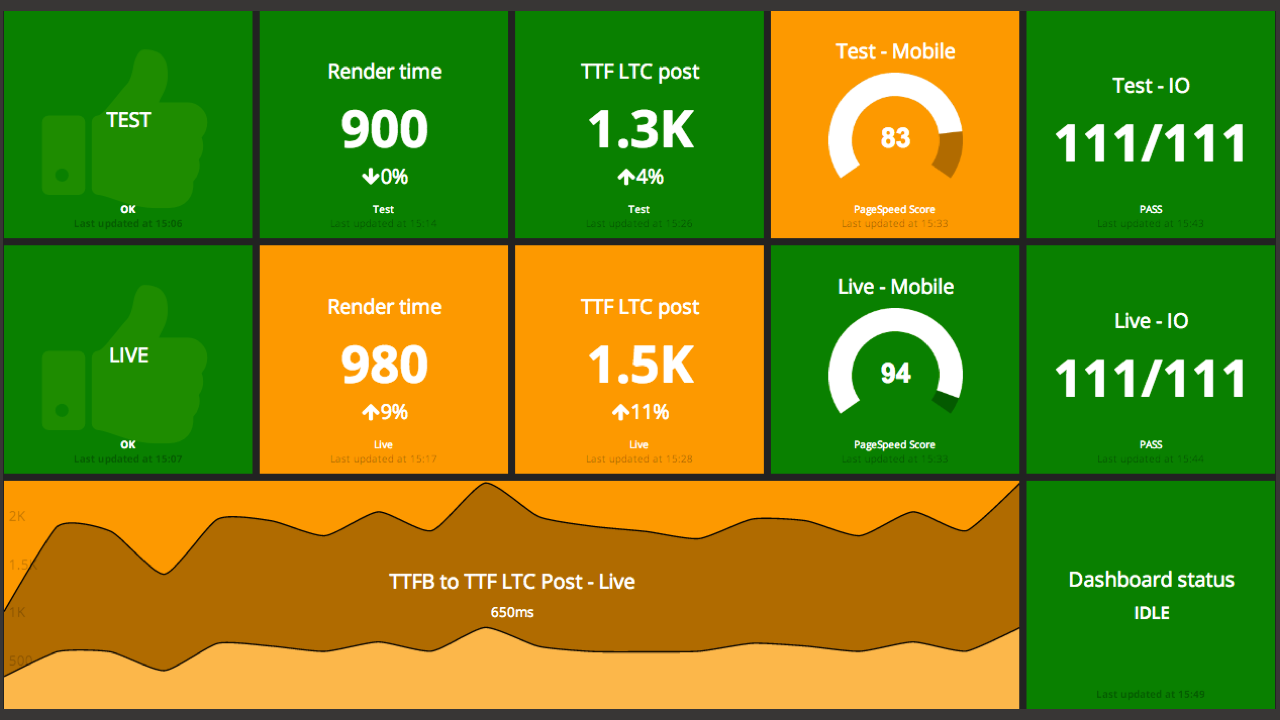 TEST
OK
Last updated at 15:06
Render time
900
↓0%
Test
Last updated at 15:14
TTF LTC post
1.3K
↑4%
Test
Last updated at 15:26
Test - Mobile
83
PageSpeed Score
Last updated at 15:33
Test - IO
111/111
PASS
Last updated at 15:43
LIVE
OK
Last updated at 15:07
Render time
980
↑9%
Live
Last updated at 15:17
TTF LTC post
1.5K
↑11%
Live
Last updated at 15:28
Live - Mobile
94
PageSpeed Score
Last updated at 15:33
Live - IO
111/111
PASS
Last updated at 15:44
2K
1.5K
1K
500
TTFB to TTF LTC Post - Live
650ms
Dashboard status
IDLE
Last updated at 15:49